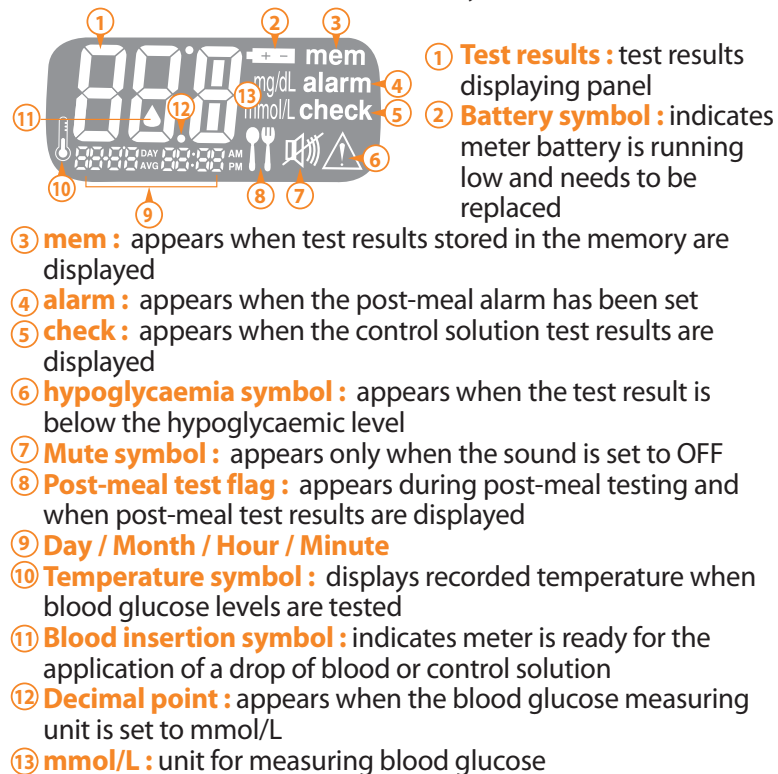 1 2 3
888 mem
mg/dL alarm 4
13
mmol/L check 5
11 12
88:88 DAY AVG 88:88 AM PM
6
10 9 8 7
① Test results : test results
displaying panel
② Battery symbol : indicates
meter battery is running
low and needs to be
replaced
③ mem : appears when test results stored in the memory are
displayed
④ alarm : appears when the post-meal alarm has been set
⑤ check : appears when the control solution test results are
displayed
⑥ hypoglycaemia symbol : appears when the test result is
below the hypoglycaemic level
⑦ Mute symbol : appears only when the sound is set to OFF
⑧ Post-meal test flag : appears during post-meal testing and
when post-meal test results are displayed
⑨ Day / Month / Hour / Minute
⑩ Temperature symbol : displays recorded temperature when
blood glucose levels are tested
⑪ Blood insertion symbol : indicates meter is ready for the
application of a drop of blood or control solution
⑫ Decimal point : appears when the blood glucose measuring
unit is set to mmol/L
⑬ mmol/L : unit for measuring blood glucose